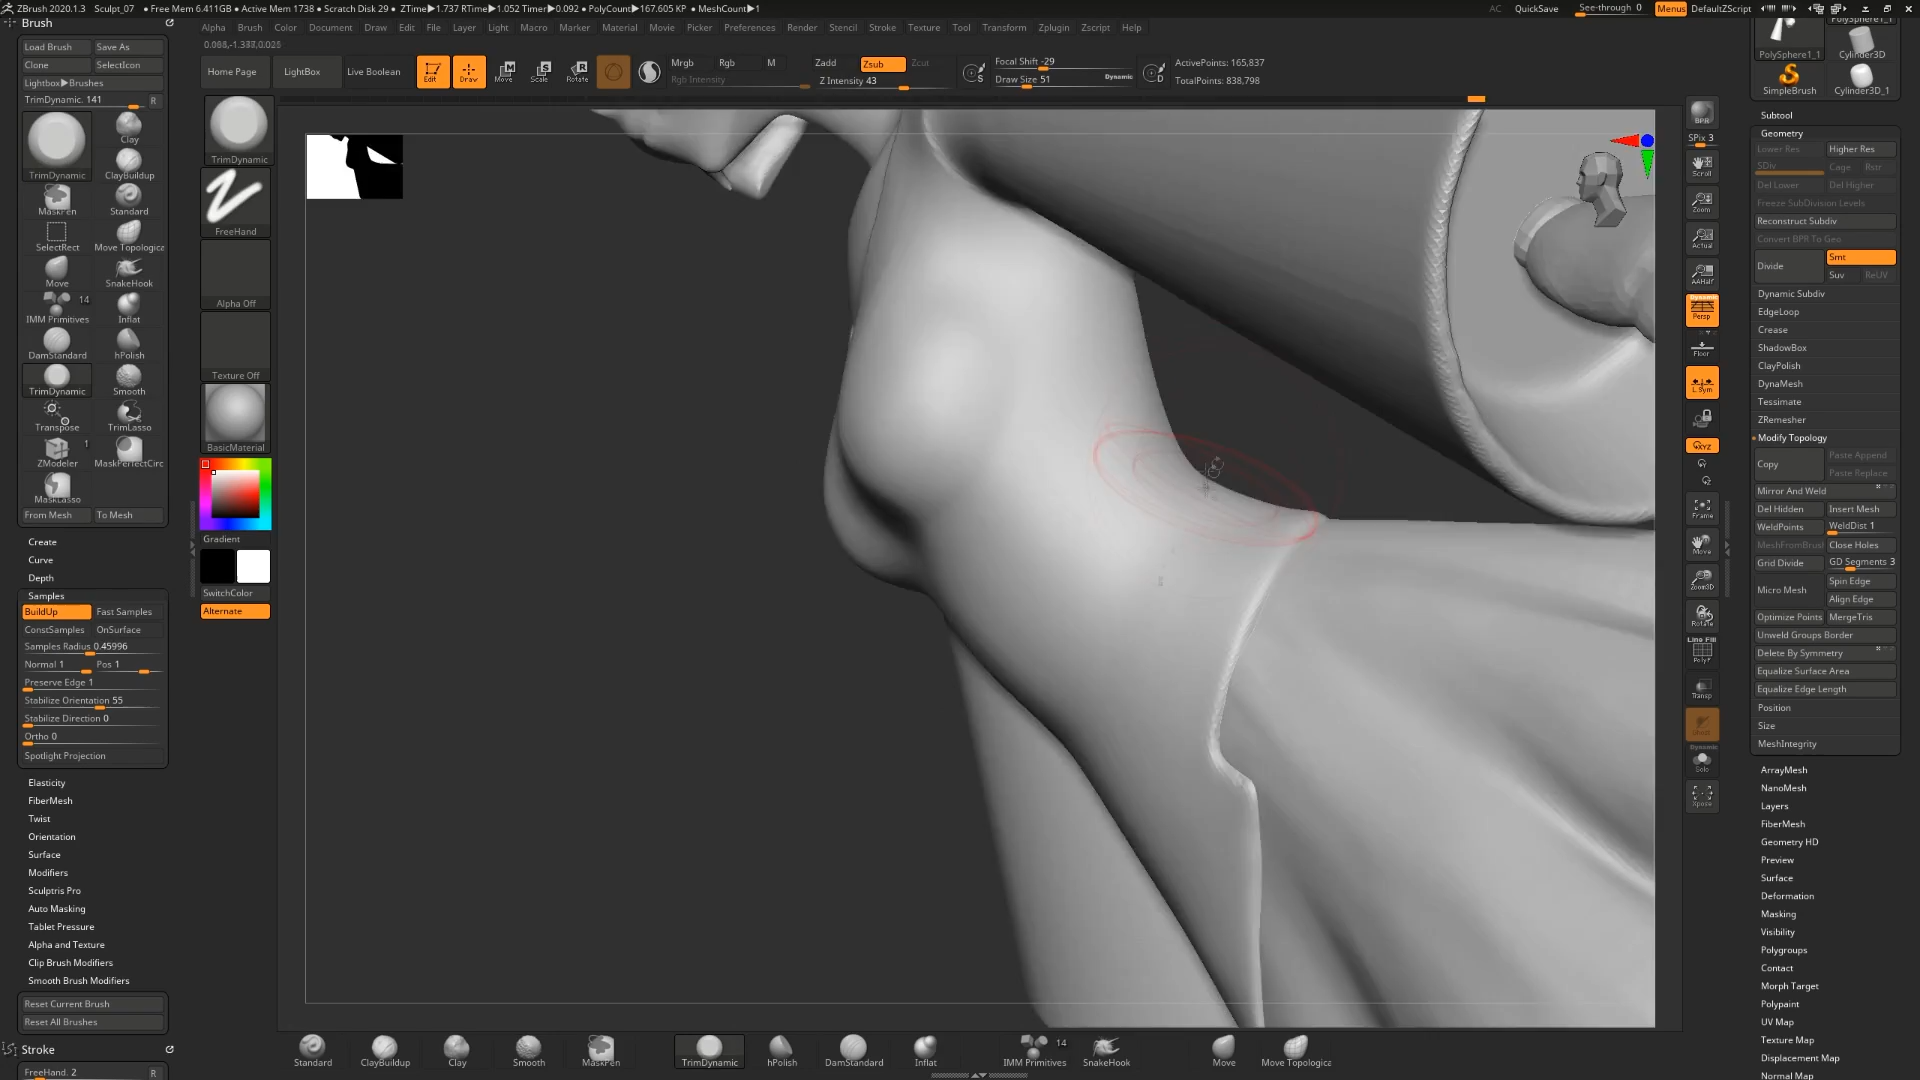 ZBrush 2020.1.3 Sculpt_07 • Free Mem 6.411GB • Active Mem 1738 • Scratch Disk 29 • ZTime▶1.737 RTime▶1.052 Timer▶0.092 • PolyCount▶167.605 KP • MeshCount▶1 AC QuickSave See-through 0 Menus DefaultZScript
Brush
Alpha Brush Color Document Draw Edit File Layer Light Macro Marker Material Movie Picker Preferences Render Stencil Stroke Texture Tool Transform Zplugin Zscript Help
Load Brush Save As
Clone SelectIcon
Lightbox▶Brushes
TrimDynamic. 141 R
TrimDynamic Clay
ClayBuildup
MaskPen Standard
SelectRect Move Topologica
Move SnakeHook
14
IMM Primitives Inflat
DamStandard hPolish
TrimDynamic Smooth
Transpose TrimLasso
1
ZModeler MaskPerfectCirc
MaskLasso
From Mesh To Mesh
Create
Curve
Depth
Samples
BuildUp Fast Samples
ConstSamples OnSurface
Samples Radius 0.45996
Normal 1 Pos 1
Preserve Edge 1
Stabilize Orientation 55
Stabilize Direction 0
Ortho 0
Spotlight Projection
Elasticity
FiberMesh
Twist
Orientation
Surface
Modifiers
Sculptris Pro
Auto Masking
Tablet Pressure
Alpha and Texture
Clip Brush Modifiers
Smooth Brush Modifiers
Reset Current Brush
Reset All Brushes
Stroke
FreeHand. 2 R
Home Page LightBox Live Boolean Edit Draw Move Scale Rotate
Mrgb Rgb M
Rgb Intensity
Zadd Zsub Zcut
Z Intensity 43
Focal Shift -29
Draw Size 51 Dynamic
ActivePoints: 165,837
TotalPoints: 838,798
TrimDynamic
FreeHand
Alpha Off
Texture Off
BasicMaterial
Gradient
SwitchColor
Alternate
BPR
SPix 3
Scroll
Zoom
Actual
AAHalf
Dynamic
Persp
Floor
L.Sym
XYZ
Frame
Move
Zoom3D
Rotate
Line Fill
PolyF
Transp
Dynamic
Solo
Xpose
Standard ClayBuildup Clay Smooth MaskPen TrimDynamic hPolish DamStandard Inflat IMM Primitives 14 SnakeHook Move Move Topologica
PolySphere1_1
PolySphere1_1 Cylinder3D
SimpleBrush Cylinder3D_1
Subtool
Geometry
Lower Res Higher Res
SDiv Cage Rstr
Del Lower Del Higher
Freeze SubDivision Levels
Reconstruct Subdiv
Convert BPR To Geo
Divide Smt
Suv ReUV
Dynamic Subdiv
EdgeLoop
Crease
ShadowBox
ClayPolish
DynaMesh
Tessimate
ZRemesher
Modify Topology
Copy Paste Append
Paste Replace
Mirror And Weld
Del Hidden Insert Mesh
WeldPoints WeldDist 1
MeshFromBrush Close Holes
Grid Divide GD Segments 3
Micro Mesh Spin Edge
Align Edge
Optimize Points MergeTris
Unweld Groups Border
Delete By Symmetry
Equalize Surface Area
Equalize Edge Length
Position
Size
MeshIntegrity
ArrayMesh
NanoMesh
Layers
FiberMesh
Geometry HD
Preview
Surface
Deformation
Masking
Visibility
Polygroups
Contact
Morph Target
Polypaint
UV Map
Texture Map
Displacement Map
Normal Map